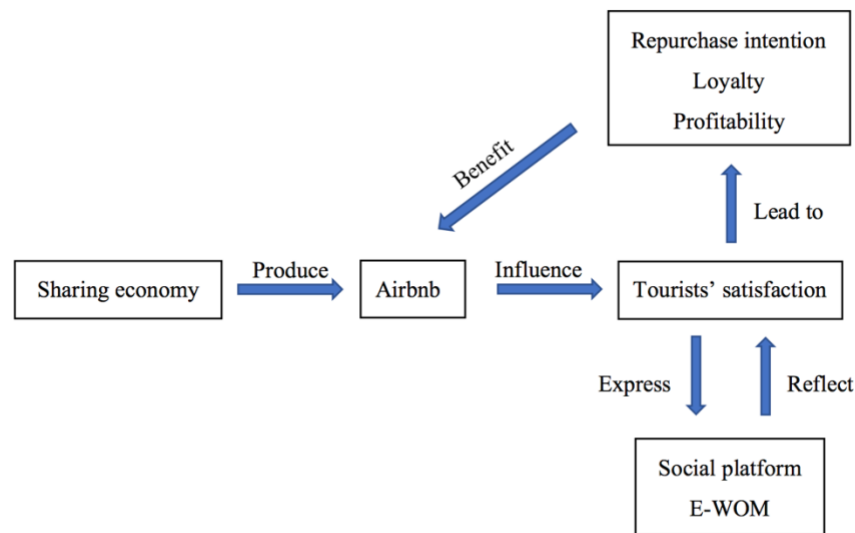 Repurchase intention
Loyalty
Profitability
Benefit
Lead to
Sharing economy
Produce
Airbnb
Influence
Tourists’ satisfaction
Express
Reflect
Social platform
E-WOM